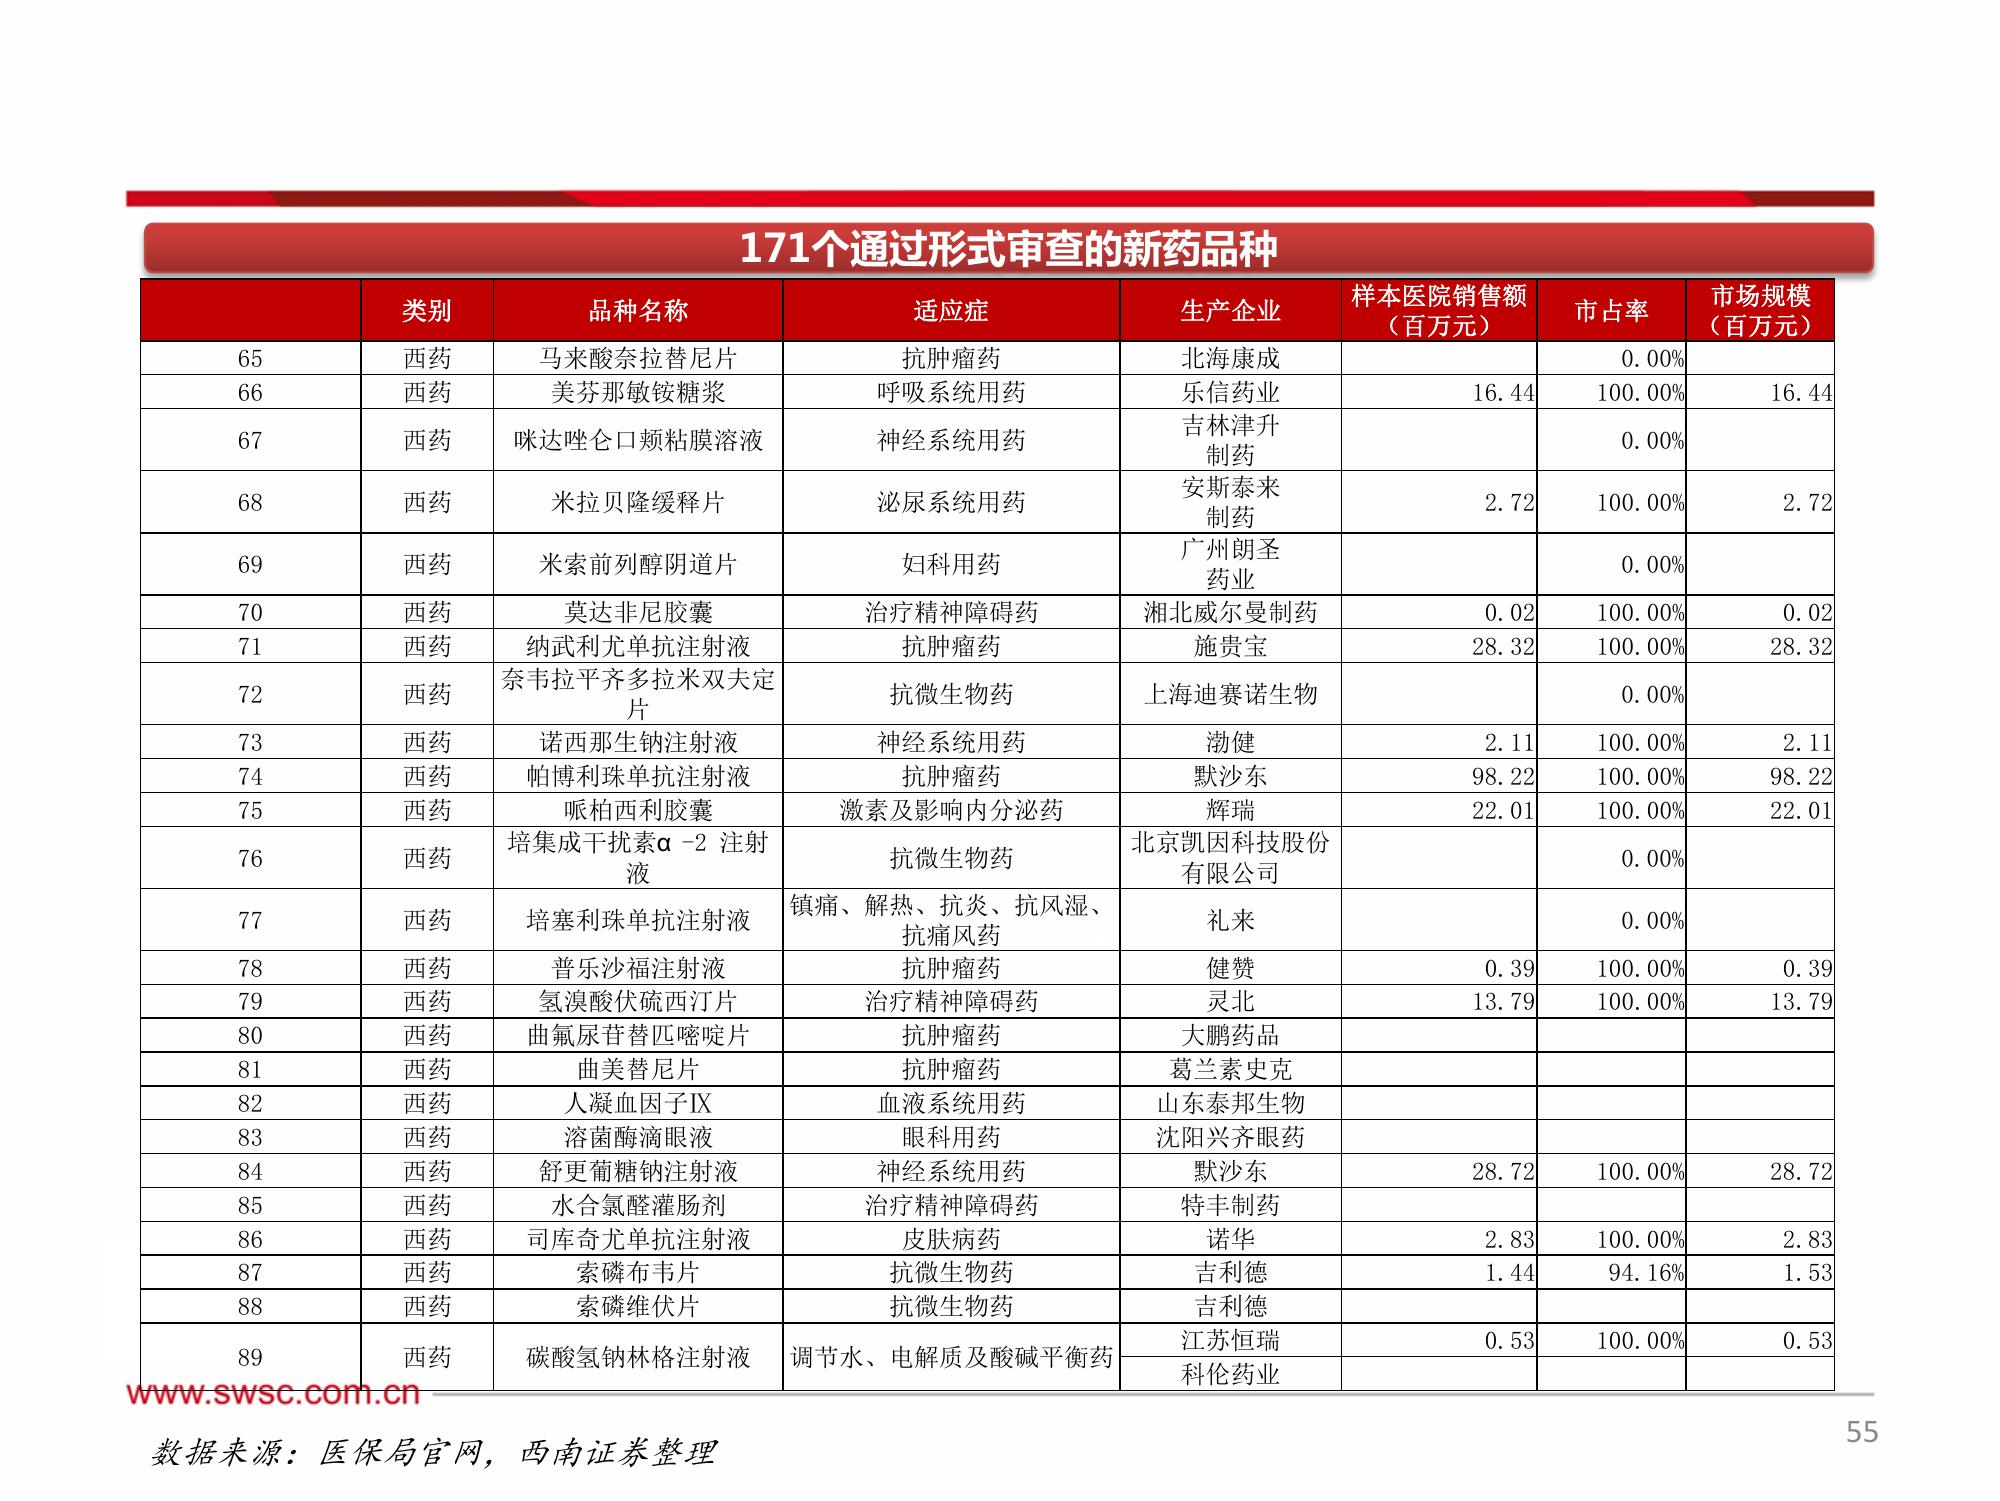 171个通过形式审查的新药品种
类别 品种名称 适应症 生产企业 样本医院销售额（百万元） 市占率 市场规模（百万元）
65 西药 马来酸奈拉替尼片 抗肿瘤药 北海康成 0.00%
66 西药 美芬那敏铵糖浆 呼吸系统用药 乐信药业 16.44 100.00% 16.44
67 西药 咪达唑仑口颊粘膜溶液 神经系统用药 吉林津升制药 0.00%
68 西药 米拉贝隆缓释片 泌尿系统用药 安斯泰来制药 2.72 100.00% 2.72
69 西药 米索前列醇阴道片 妇科用药 广州朗圣药业 0.00%
70 西药 莫达非尼胶囊 治疗精神障碍药 湘北威尔曼制药 0.02 100.00% 0.02
71 西药 纳武利尤单抗注射液 抗肿瘤药 施贵宝 28.32 100.00% 28.32
72 西药 奈韦拉平齐多拉米双夫定片 抗微生物药 上海迪赛诺生物 0.00%
73 西药 诺西那生钠注射液 神经系统用药 渤健 2.11 100.00% 2.11
74 西药 帕博利珠单抗注射液 抗肿瘤药 默沙东 98.22 100.00% 98.22
75 西药 哌柏西利胶囊 激素及影响内分泌药 辉瑞 22.01 100.00% 22.01
76 西药 培集成干扰素α-2 注射液 抗微生物药 北京凯因科技股份有限公司 0.00%
77 西药 培塞利珠单抗注射液 镇痛、解热、抗炎、抗风湿、抗痛风药 礼来 0.00%
78 西药 普乐沙福注射液 抗肿瘤药 健赞 0.39 100.00% 0.39
79 西药 氢溴酸伏硫西汀片 治疗精神障碍药 灵北 13.79 100.00% 13.79
80 西药 曲氟尿苷替匹嘧啶片 抗肿瘤药 大鹏药品
81 西药 曲美替尼片 抗肿瘤药 葛兰素史克
82 西药 人凝血因子Ⅸ 血液系统用药 山东泰邦生物
83 西药 溶菌酶滴眼液 眼科用药 沈阳兴齐眼药
84 西药 舒更葡糖钠注射液 神经系统用药 默沙东 28.72 100.00% 28.72
85 西药 水合氯醛灌肠剂 治疗精神障碍药 特丰制药
86 西药 司库奇尤单抗注射液 皮肤病药 诺华 2.83 100.00% 2.83
87 西药 索磷布韦片 抗微生物药 吉利德 1.44 94.16% 1.53
88 西药 索磷维伏片 抗微生物药 吉利德
89 西药 碳酸氢钠林格注射液 调节水、电解质及酸碱平衡药 江苏恒瑞 0.53 100.00% 0.53
科伦药业
www.swsc.com.cn
数据来源：医保局官网，西南证券整理
55